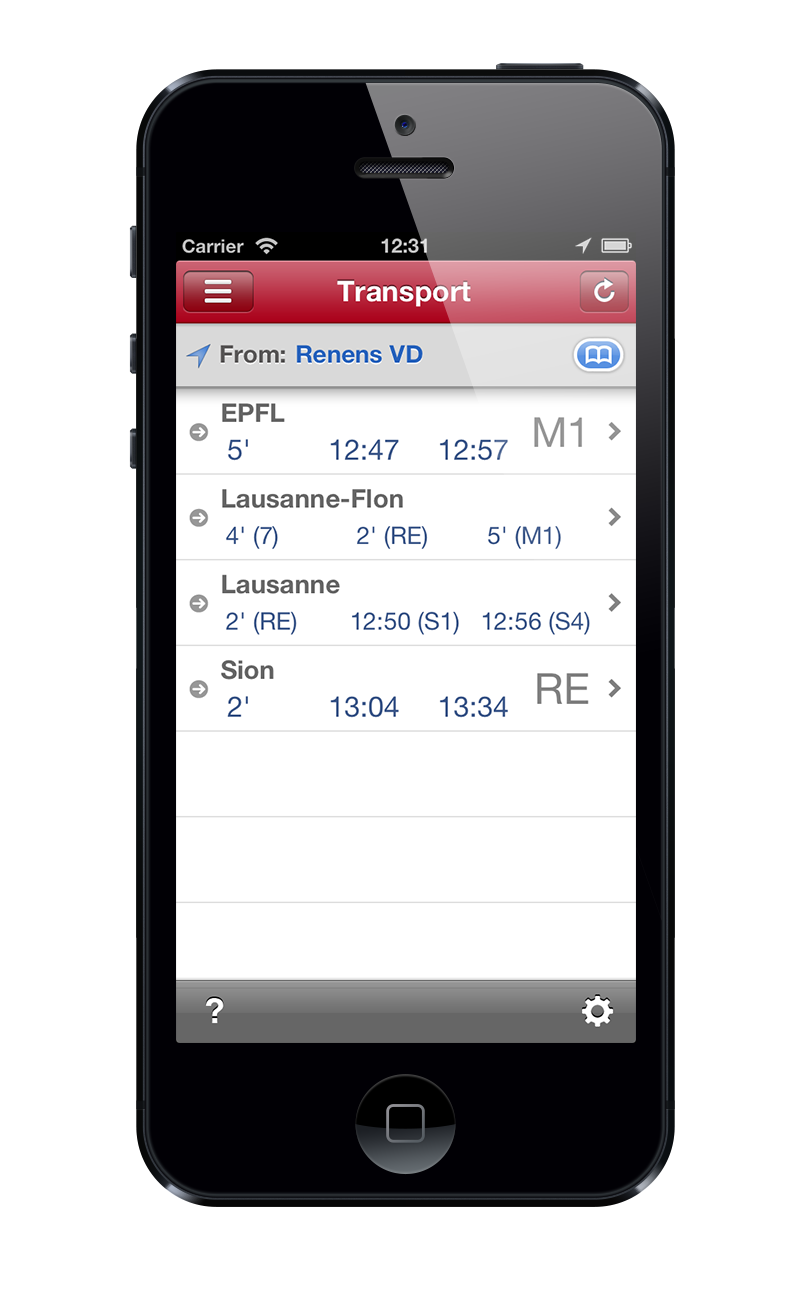 Carrier 12:31
Transport
From: Renens VD
EPFL
5' 12:47 12:57 M1
Lausanne-Flon
4' (7) 2' (RE) 5' (M1)
Lausanne
2' (RE) 12:50 (S1) 12:56 (S4)
Sion
2' 13:04 13:34 RE
?